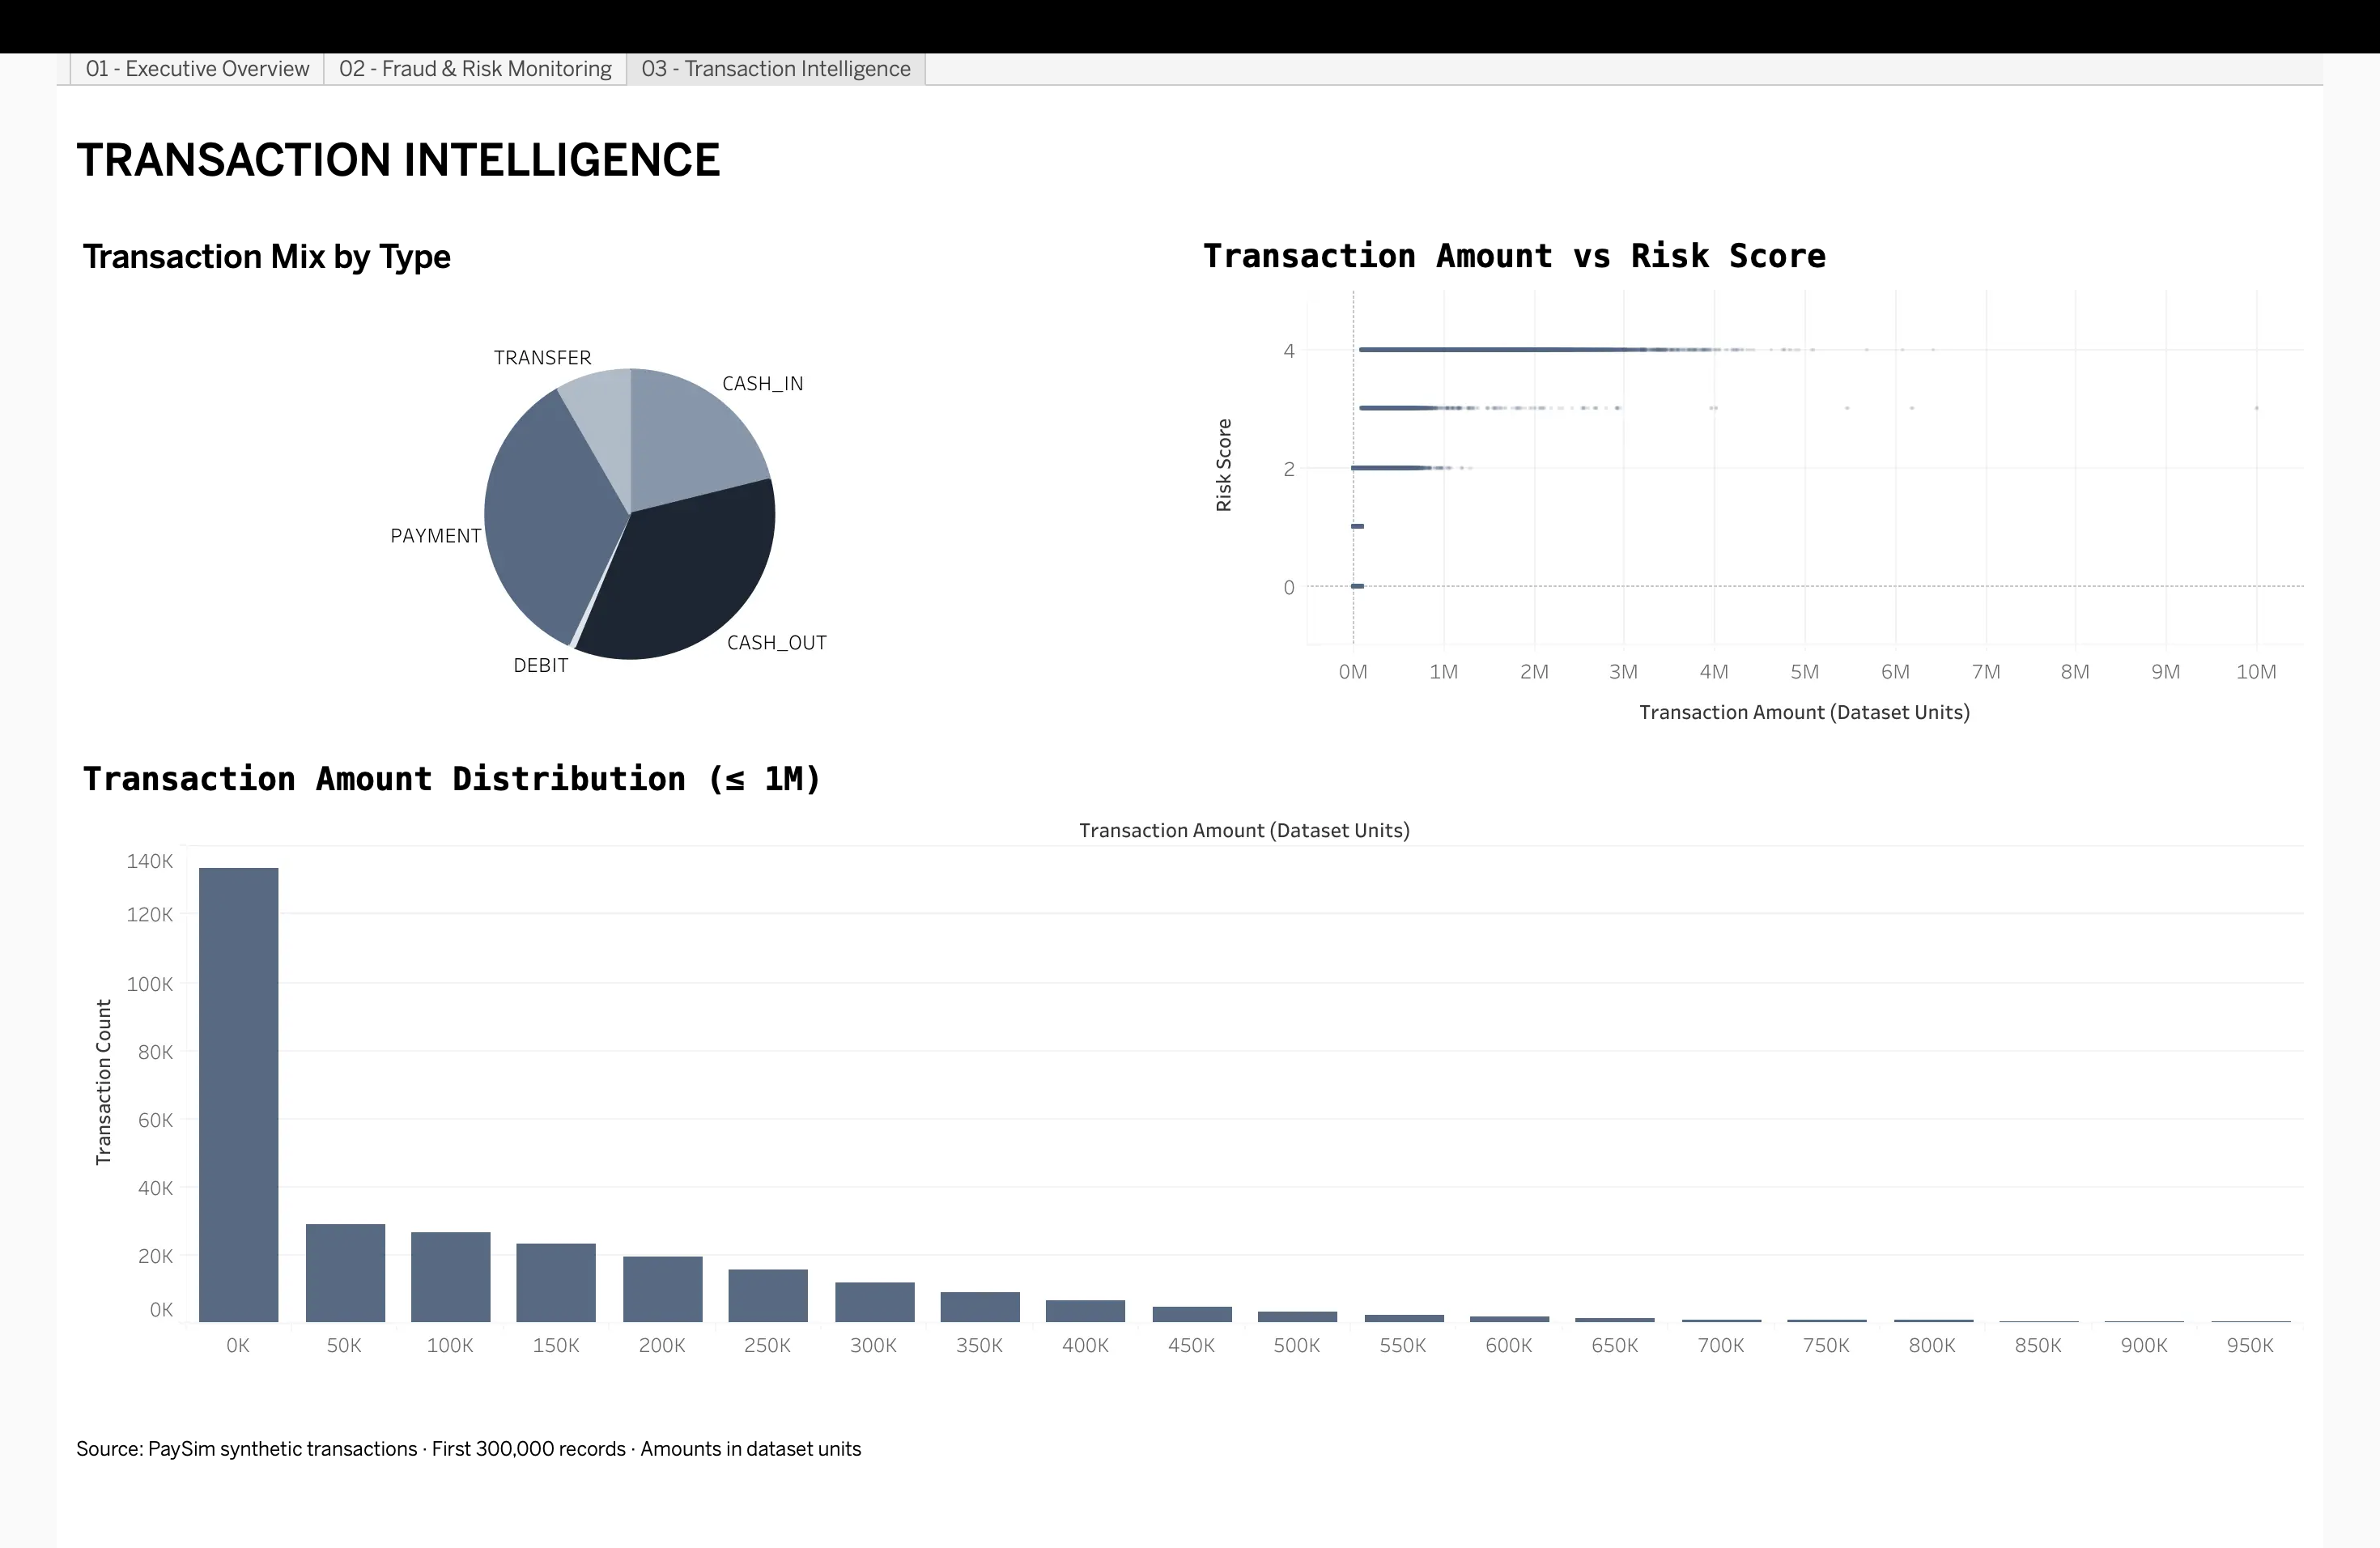 01 - Executive Overview 02 - Fraud & Risk Monitoring 03 - Transaction Intelligence
TRANSACTION INTELLIGENCE
Transaction Mix by Type
TRANSFER
CASH_IN
PAYMENT
CASH_OUT
DEBIT
Transaction Amount vs Risk Score
Risk Score
4
2
0
0M 1M 2M 3M 4M 5M 6M 7M 8M 9M 10M
Transaction Amount (Dataset Units)
Transaction Amount Distribution (≤ 1M)
Transaction Amount (Dataset Units)
Transaction Count
140K
120K
100K
80K
60K
40K
20K
0K
0K 50K 100K 150K 200K 250K 300K 350K 400K 450K 500K 550K 600K 650K 700K 750K 800K 850K 900K 950K
Source: PaySim synthetic transactions · First 300,000 records · Amounts in dataset units